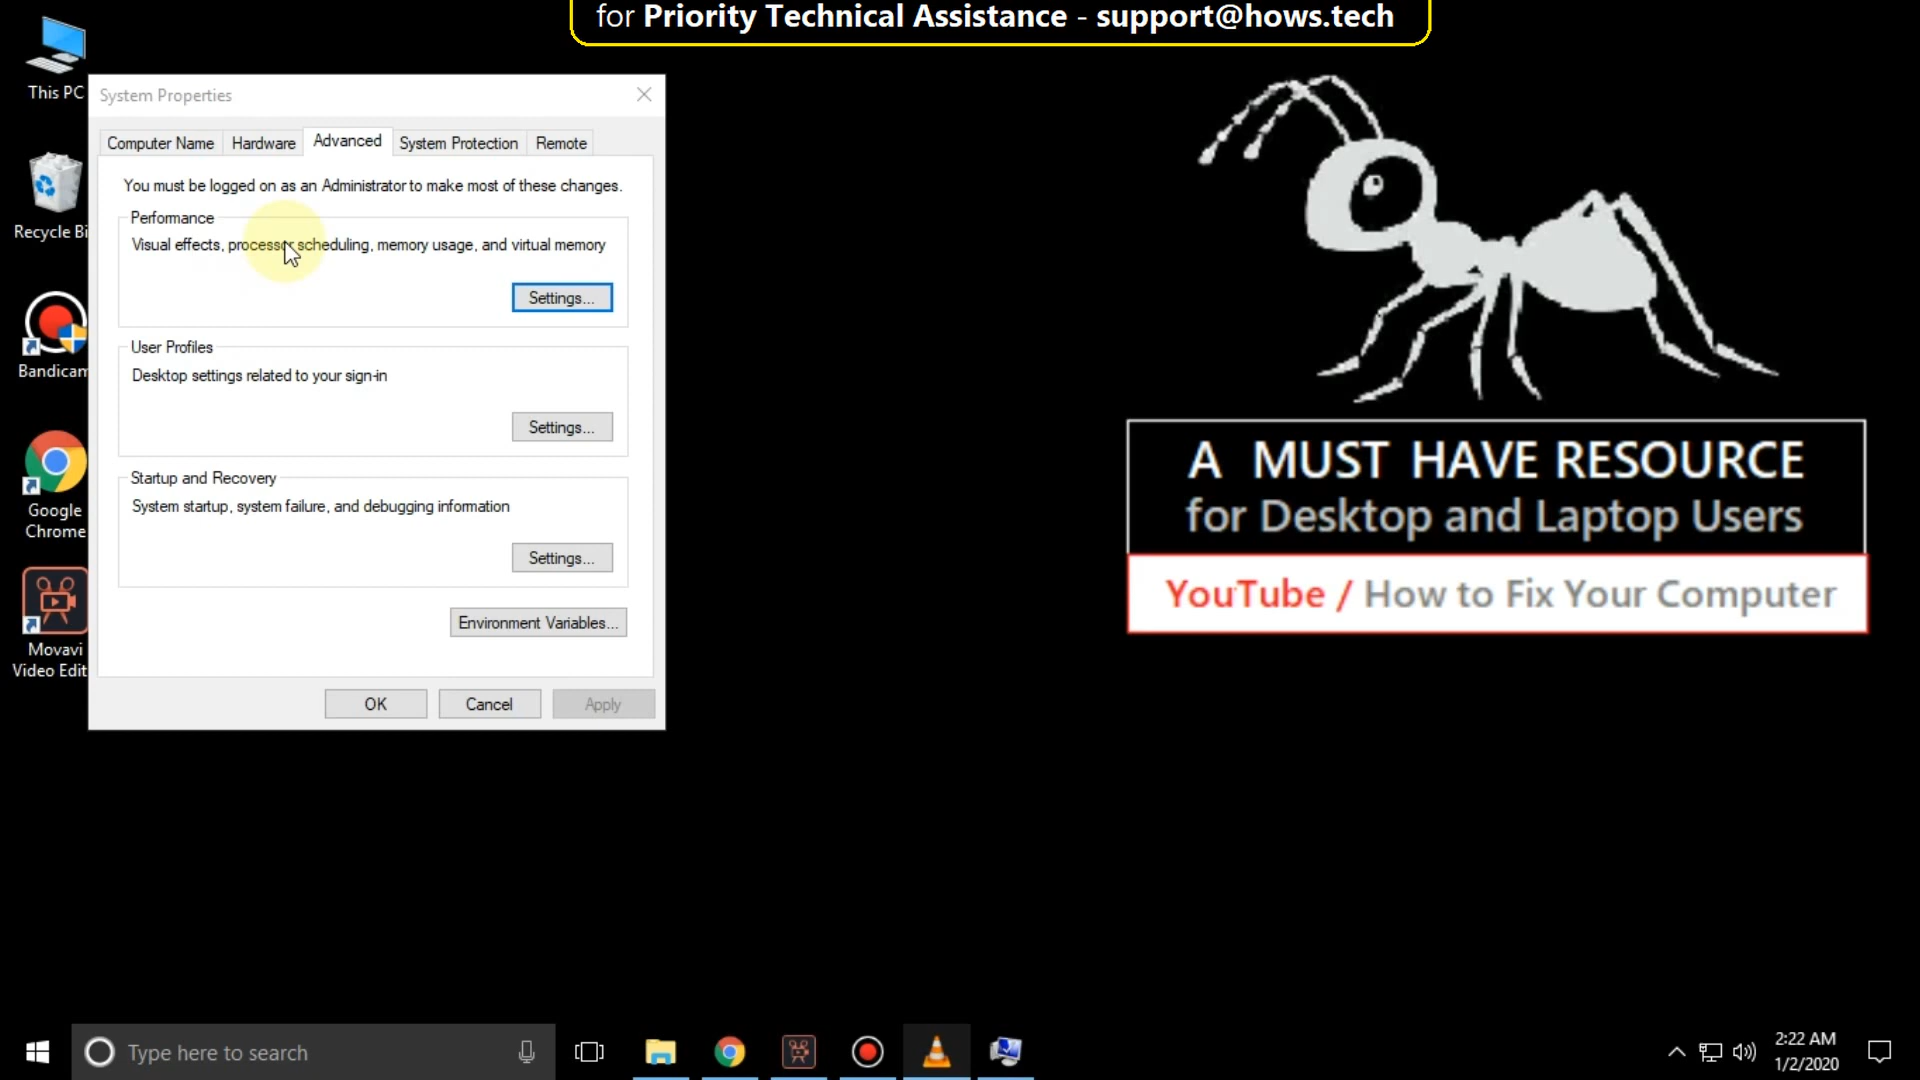 for Priority Technical Assistance - support@hows.tech
This PC
System Properties
Computer Name
Hardware
Advanced
System Protection
Remote
You must be logged on as an Administrator to make most of these changes.
Performance
Visual effects, processor scheduling, memory usage, and virtual memory
Settings...
User Profiles
Desktop settings related to your sign-in
Settings...
Startup and Recovery
System startup, system failure, and debugging information
Settings...
Environment Variables...
OK
Cancel
Apply
Recycle Bi
Bandicam
Google
Chrome
Movavi
Video Edit
A MUST HAVE RESOURCE
for Desktop and Laptop Users
YouTube / How to Fix Your Computer
Type here to search
2:22 AM
1/2/2020